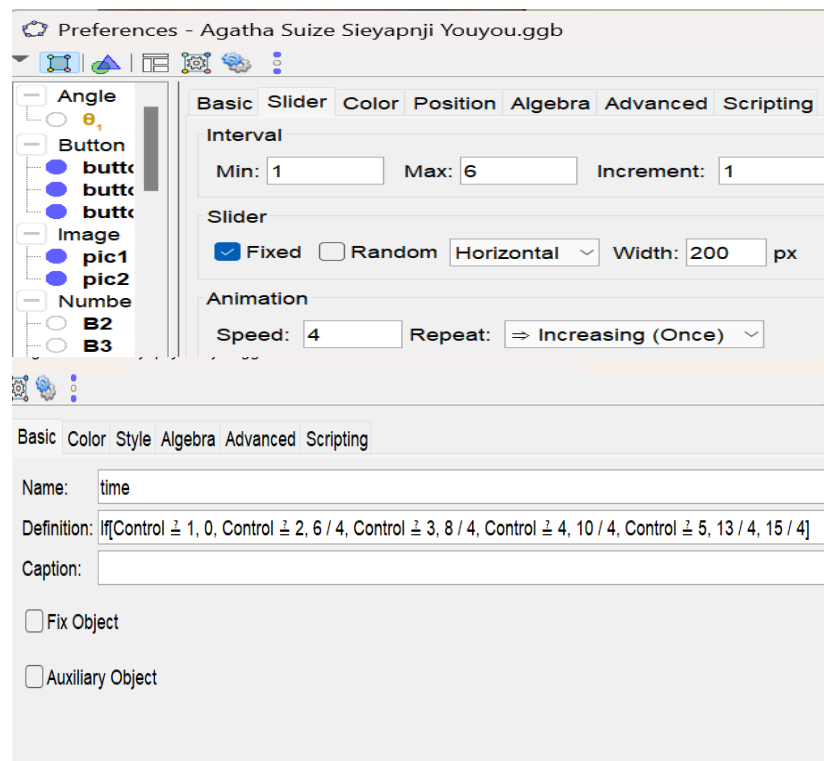 Preferences - Agatha Suize Sieyapnji Youyou.ggb
Angle
θ1
Button
butto
butto
butto
Image
pic1
pic2
Numbe
B2
B3
Basic Slider Color Position Algebra Advanced Scripting
Interval
Min: 1 Max: 6 Increment: 1
Slider
Fixed Random Horizontal Width: 200 px
Animation
Speed: 4 Repeat: ⇒ Increasing (Once)
Basic Color Style Algebra Advanced Scripting
Name: time
Definition: If[Control ≟ 1, 0, Control ≟ 2, 6 / 4, Control ≟ 3, 8 / 4, Control ≟ 4, 10 / 4, Control ≟ 5, 13 / 4, 15 / 4]
Caption:
Fix Object
Auxiliary Object